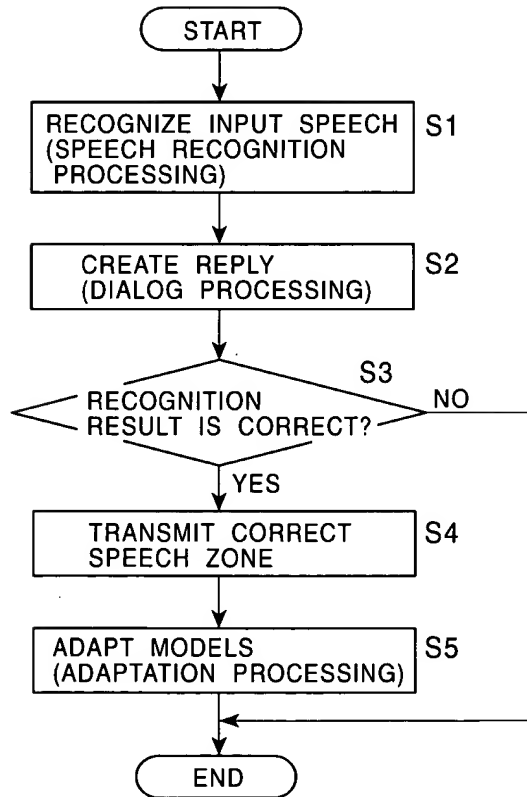 START
RECOGNIZE INPUT SPEECH
(SPEECH RECOGNITION
PROCESSING)
S1
CREATE REPLY
(DIALOG PROCESSING)
S2
S3
RECOGNITION
RESULT IS CORRECT?
NO
YES
TRANSMIT CORRECT
SPEECH ZONE
S4
ADAPT MODELS
(ADAPTATION PROCESSING)
S5
END